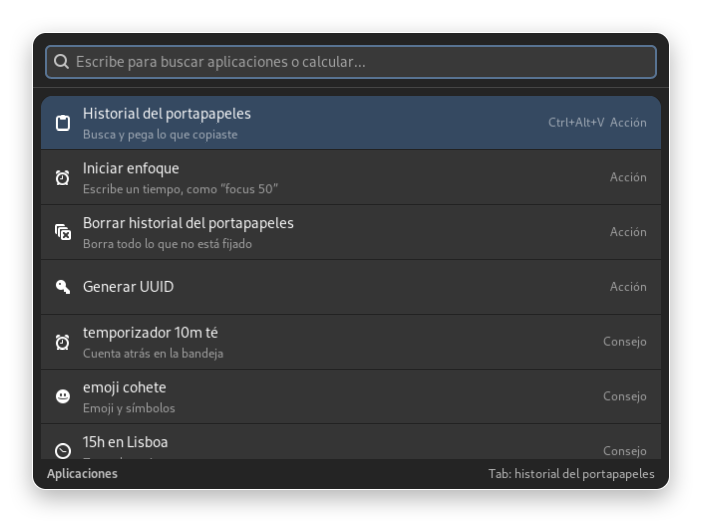 Escribe para buscar aplicaciones o calcular...
Historial del portapapeles
Busca y pega lo que copiaste
Ctrl+Alt+V Acción
Iniciar enfoque
Escribe un tiempo, como “focus 50”
Acción
Borrar historial del portapapeles
Borra todo lo que no está fijado
Acción
Generar UUID
Acción
temporizador 10m té
Cuenta atrás en la bandeja
Consejo
emoji cohete
Emoji y símbolos
Consejo
15h en Lisboa
Consejo
Aplicaciones
Tab: historial del portapapeles